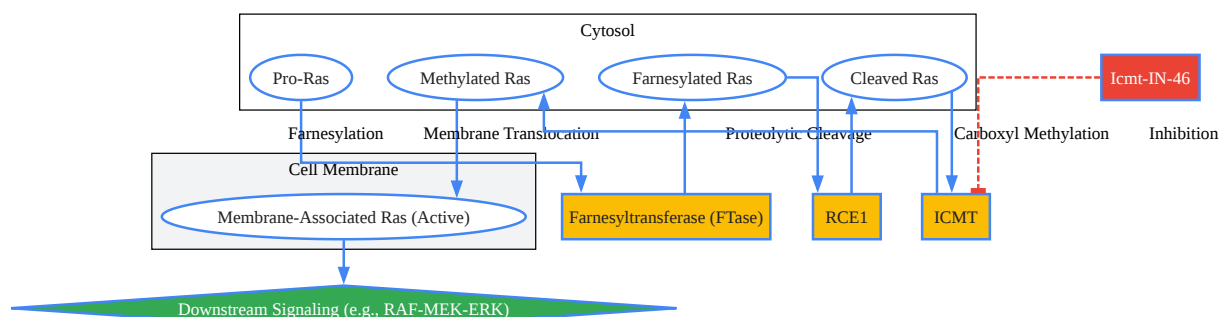 Cytosol
Pro-Ras
Methylated Ras
Farnesylated Ras
Cleaved Ras
Icmt-IN-46
Farnesylation
Membrane Translocation
Proteolytic Cleavage
Carboxyl Methylation
Inhibition
Cell Membrane
Membrane-Associated Ras (Active)
Farnesyltransferase (FTase)
RCE1
ICMT
Downstream Signaling (e.g., RAF-MEK-ERK)